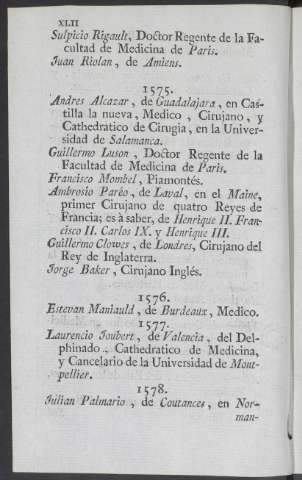 XLII
Sulpicio Rigault, Doctor Regente de la Fa-
cultad de Medicina de Paris.
Juan Riolan, de Amiens.
1575.
Andres Alcazar, de Guadalajara, en Cas-
tilla la nueva, Medico, Cirujano, y
Cathedratico de Cirugia, en la Univer-
sidad de Salamanca.
Guillermo Luson, Doctor Regente de la
Facultad de Medicina de Paris.
Francisco Mombel, Piamontés.
Ambrosio Paréo, de Laval, en el Maine,
primer Cirujano de quatro Reyes de
Francia; es à saber, de Henrique II. Fran-
cisco II. Carlos IX. y Henrique III.
Guillermo Clowes, de Londres, Cirujano del
Rey de Inglaterra.
Jorge Baker, Cirujano Inglés.
1576.
Estevan Maniauld, de Burdeaux, Medico.
1577.
Laurencio Joubert, de Valencia, del Del-
phinado, Cathedratico de Medicina,
y Cancelario de la Universidad de Mont-
pellier.
1578.
Julian Palmario, de Coutances, en Nor-
man-